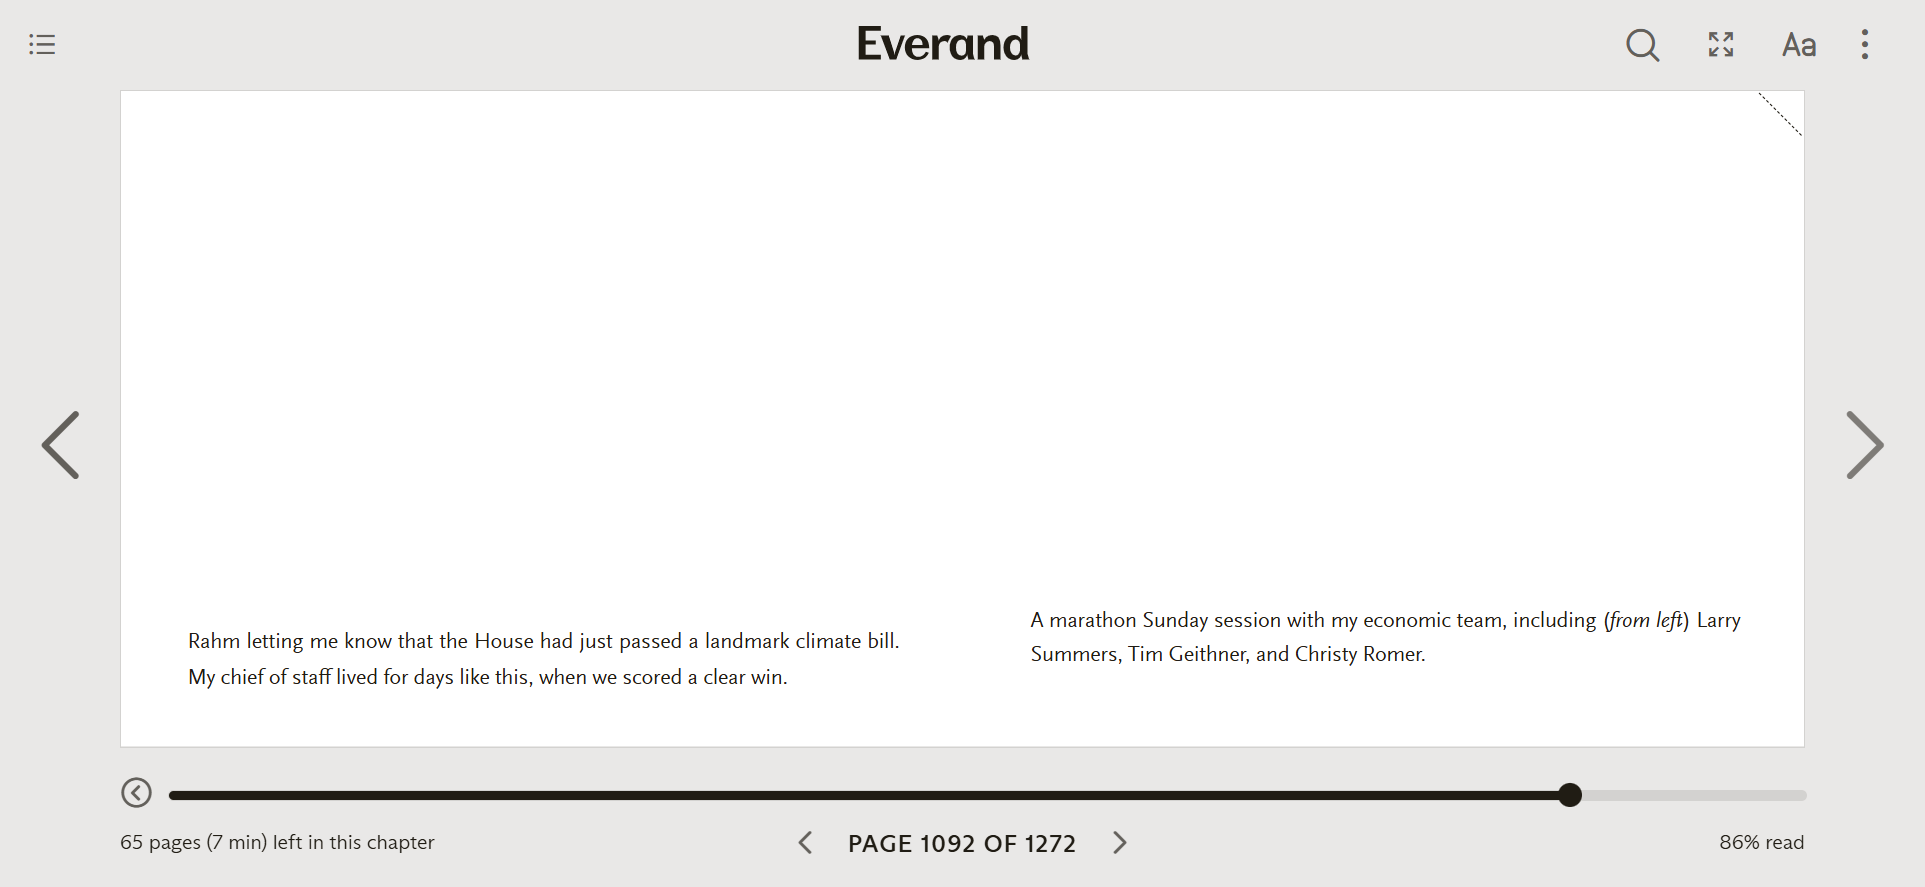 Everand
Aa
Rahm letting me know that the House had just passed a landmark climate bill.
My chief of staff lived for days like this, when we scored a clear win.
A marathon Sunday session with my economic team, including (from left) Larry
Summers, Tim Geithner, and Christy Romer.
65 pages (7 min) left in this chapter
PAGE 1092 OF 1272
86% read